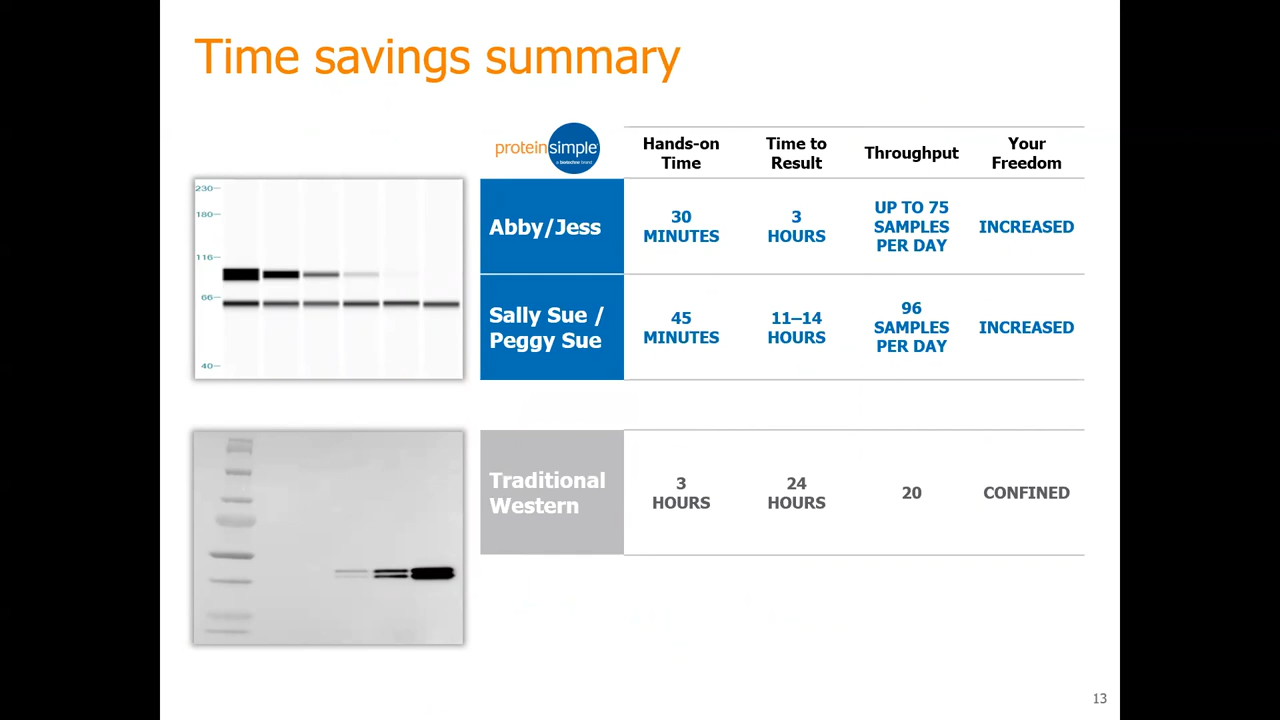 Time savings summary
proteinsimple
a biotechne brand
Hands-on
Time
Time to
Result
Throughput
Your
Freedom
230
180
116
66
40
Abby/Jess
30
MINUTES
3
HOURS
UP TO 75
SAMPLES
PER DAY
INCREASED
Sally Sue /
Peggy Sue
45
MINUTES
11–14
HOURS
96
SAMPLES
PER DAY
INCREASED
Traditional
Western
3
HOURS
24
HOURS
20
CONFINED
13